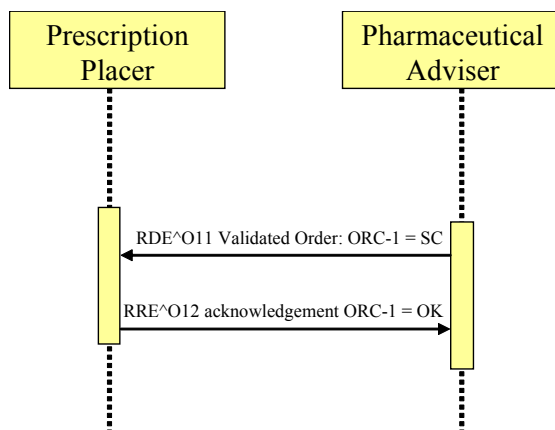 Prescription
Placer
Pharmaceutical
Adviser
RDE^O11 Validated Order: ORC-1 = SC
RRE^O12 acknowledgement ORC-1 = OK